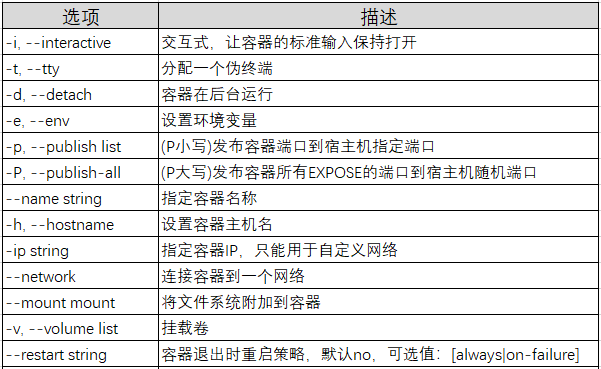 选项 描述
-i, --interactive 交互式，让容器的标准输入保持打开
-t, --tty 分配一个伪终端
-d, --detach 容器在后台运行
-e, --env 设置环境变量
-p, --publish list (P小写)发布容器端口到宿主机指定端口
-P, --publish-all (P大写)发布容器所有EXPOSE的端口到宿主机随机端口
--name string 指定容器名称
-h, --hostname 设置容器主机名
-ip string 指定容器IP，只能用于自定义网络
--network 连接容器到一个网络
--mount mount 将文件系统附加到容器
-v, --volume list 挂载卷
--restart string 容器退出时重启策略，默认no，可选值：[always|on-failure]